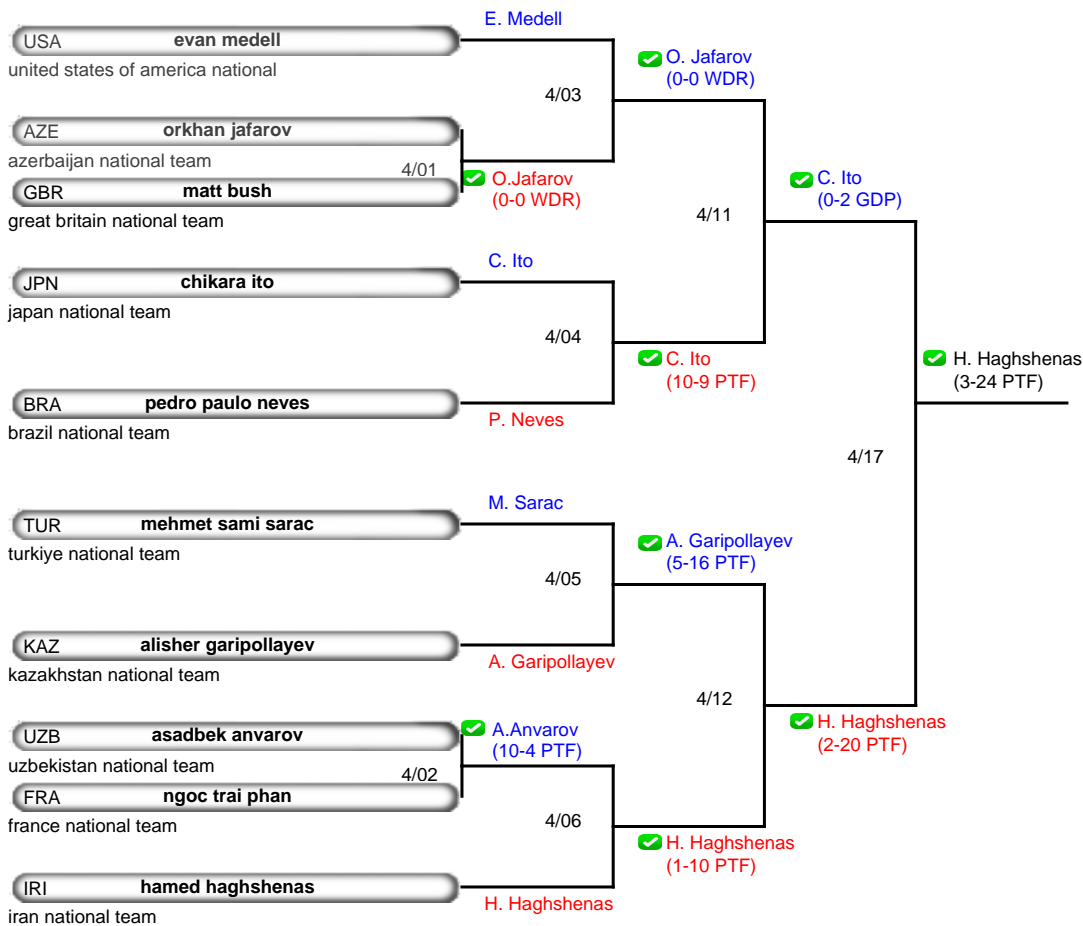 E. Medell
USA evan medell
united states of america national
O. Jafarov
(0-0 WDR)
4/03
AZE orkhan jafarov
azerbaijan national team
4/01
O.Jafarov
(0-0 WDR)
GBR matt bush
great britain national team
C. Ito
(0-2 GDP)
4/11
C. Ito
JPN chikara ito
japan national team
4/04
C. Ito
(10-9 PTF)
H. Haghshenas
(3-24 PTF)
BRA pedro paulo neves
P. Neves
brazil national team
4/17
M. Sarac
TUR mehmet sami sarac
turkiye national team
A. Garipollayev
(5-16 PTF)
4/05
KAZ alisher garipollayev
A. Garipollayev
kazakhstan national team
4/12
H. Haghshenas
(2-20 PTF)
UZB asadbek anvarov
A.Anvarov
(10-4 PTF)
uzbekistan national team
4/02
FRA ngoc trai phan
france national team
4/06
H. Haghshenas
(1-10 PTF)
IRI hamed haghshenas
H. Haghshenas
iran national team